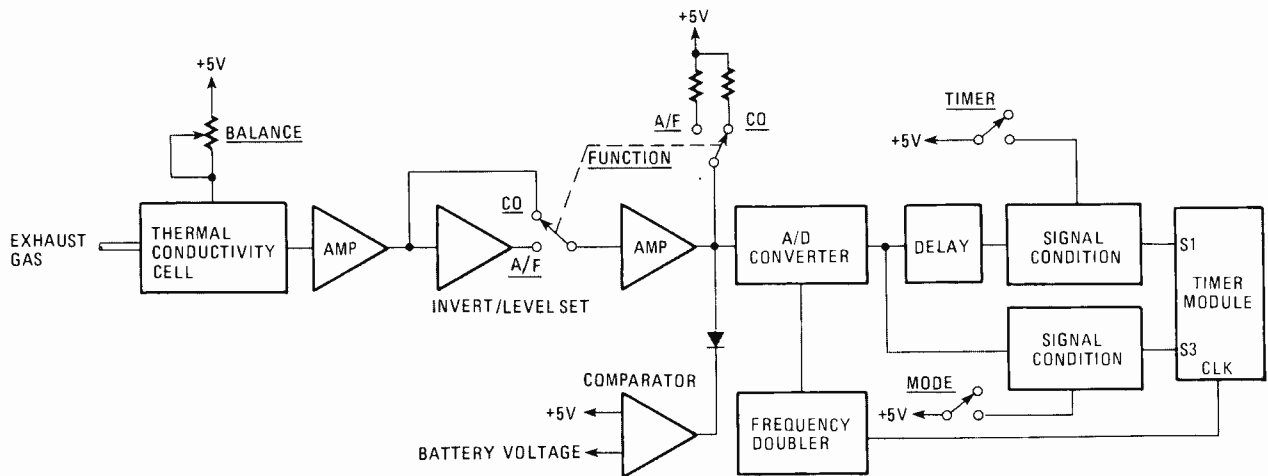 +5V
BALANCE
EXHAUST
GAS
THERMAL
CONDUCTIVITY
CELL
AMP
CO
A/F
INVERT/LEVEL SET
FUNCTION
+5V
A/F
CO
AMP
COMPARATOR
+5V
BATTERY VOLTAGE
A/D
CONVERTER
FREQUENCY
DOUBLER
DELAY
TIMER
+5V
SIGNAL
CONDITION
SIGNAL
CONDITION
MODE
+5V
S1
TIMER
MODULE
S3
CLK